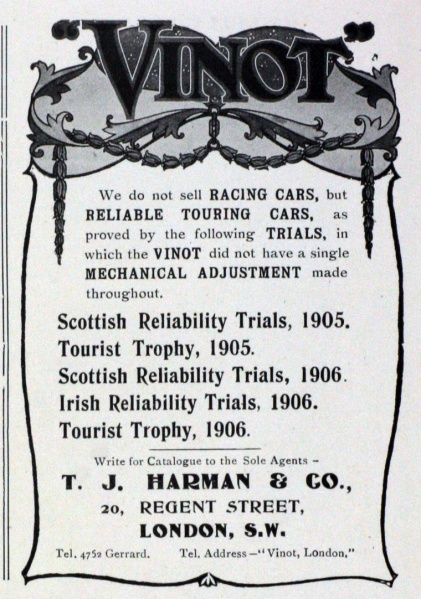 "VINOT"
We do not sell RACING CARS, but
RELIABLE TOURING CARS, as
proved by the following TRIALS, in
which the VINOT did not have a single
MECHANICAL ADJUSTMENT made
throughout.
Scottish Reliability Trials, 1905.
Tourist Trophy, 1905.
Scottish Reliability Trials, 1906.
Irish Reliability Trials, 1906.
Tourist Trophy, 1906.
Write for Catalogue to the Sole Agents –
T. J. HARMAN & CO.,
20, REGENT STREET,
LONDON, S.W.
Tel. 4752 Gerrard. Tel. Address—"Vinot, London."